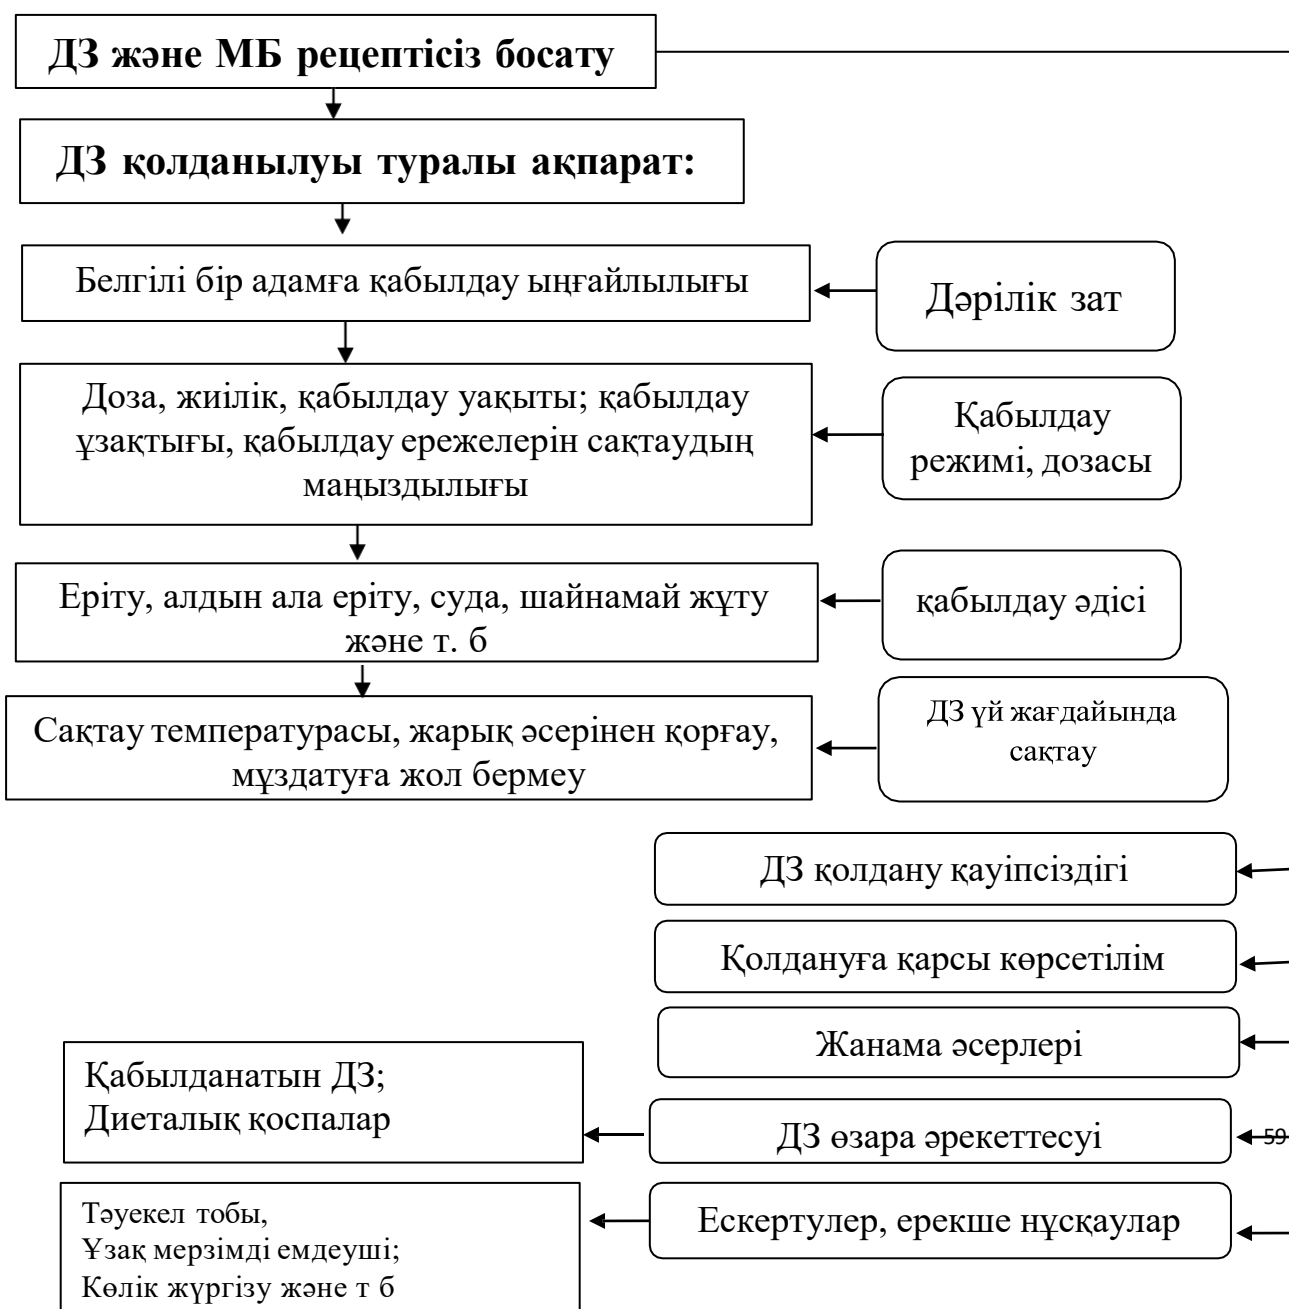 ДЗ және МБ рецептісіз босату
ДЗ қолданылуы туралы ақпарат:
Белгілі бір адамға қабылдау ыңғайлылығы
Дәрілік зат
Доза, жиілік, қабылдау уақыты; қабылдау
ұзақтығы, қабылдау ережелерін сақтаудың
маңыздылығы
Қабылдау
режимі, дозасы
Еріту, алдын ала еріту, суда, шайнамай жұту
және т. б
қабылдау әдісі
Сақтау температурасы, жарық әсерінен қорғау,
мұздатуға жол бермеу
ДЗ үй жағдайында
сақтау
ДЗ қолдану қауіпсіздігі
Қолдануға қарсы көрсетілім
Жанама әсерлері
Қабылданатын ДЗ;
Диеталық қоспалар
ДЗ өзара әрекеттесуі
59
Тәуекел тобы,
Ұзақ мерзімді емдеуші;
Көлік жүргізу және т б
Ескертулер, ерекше нұсқаулар